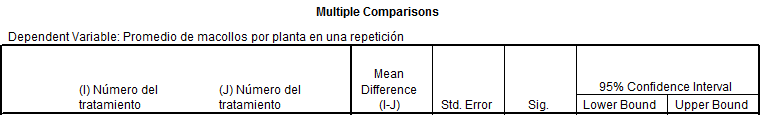 Multiple Comparisons
Dependent Variable: Promedio de macollos por planta en una repetición
(I) Número del tratamiento
(J) Número del tratamiento
Mean Difference (I-J)
Std. Error
Sig.
95% Confidence Interval
Lower Bound
Upper Bound